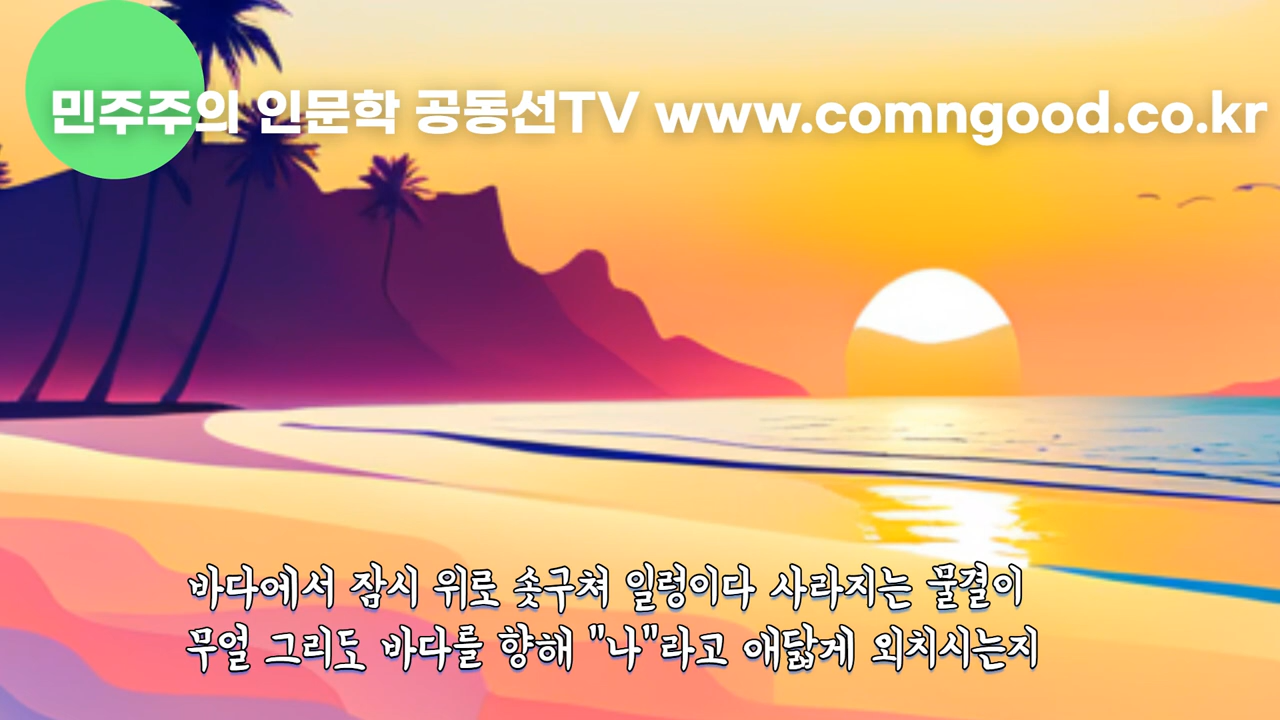 민주주의 인문학 공동선TV www.comngood.co.kr
바다에서 잠시 위로 솟구쳐 일렁이다 사라지는 물결이
무얼 그리도 바다를 향해 "나"라고 애닯게 외치시는지